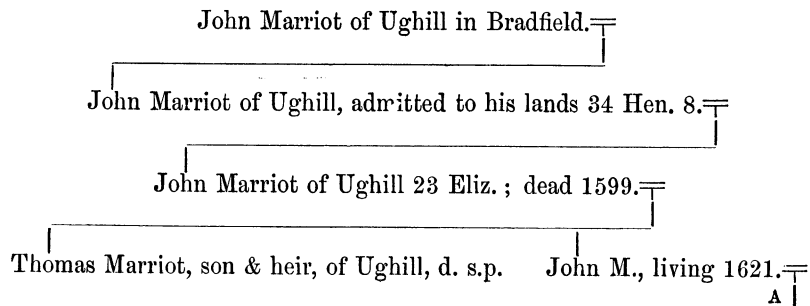 John Marriot of Ughill in Bradfield.
John Marriot of Ughill, admitted to his lands 34 Hen. 8.
John Marriot of Ughill 23 Eliz. ; dead 1599.
Thomas Marriot, son & heir, of Ughill, d. s.p. John M., living 1621.
A